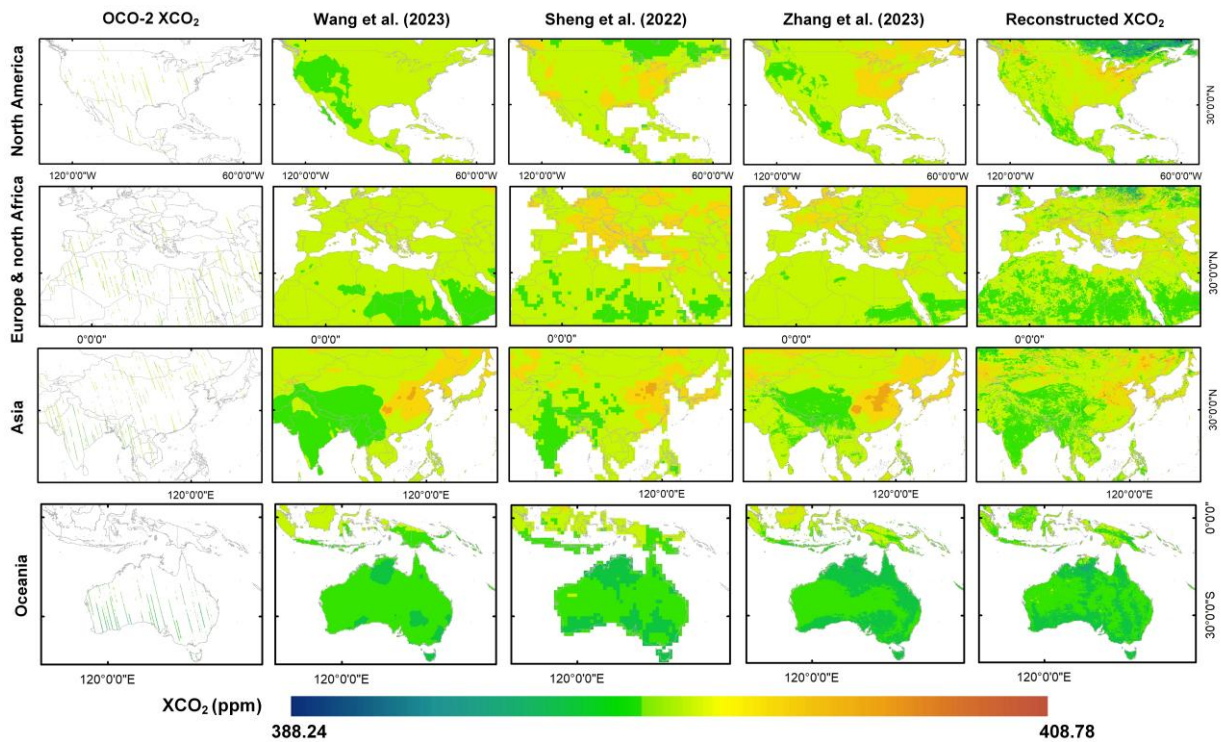 OCO-2 XCO₂ Wang et al. (2023) Sheng et al. (2022) Zhang et al. (2023) Reconstructed XCO₂
North America
30°0'0"N
120°0'0"W 120°0'0"W 60°0'0"W 120°0'0"W 120°0'0"W 60°0'0"W 120°0'0"W 60°0'0"W
Europe & north Africa
30°0'0"N
0°0'0" 0°0'0" 0°0'0" 0°0'0" 0°0'0"
Asia
30°0'0"N
120°0'0"E 120°0'0"E 120°0'0"E 120°0'0"E 120°0'0"E
Oceania
0°0'0"
30°0'0"S
120°0'0"E 120°0'0"E 120°0'0"E 120°0'0"E 120°0'0"E
XCO₂ (ppm)
388.24 408.78